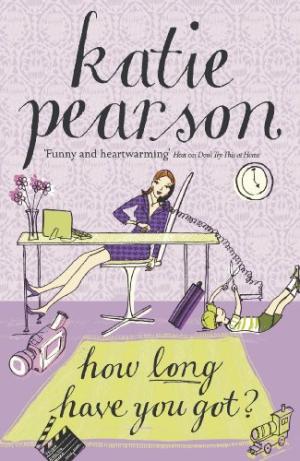 katie
pearson
'Funny and heartwarming' Heat on Don't Try This at Home
how long
have you got?